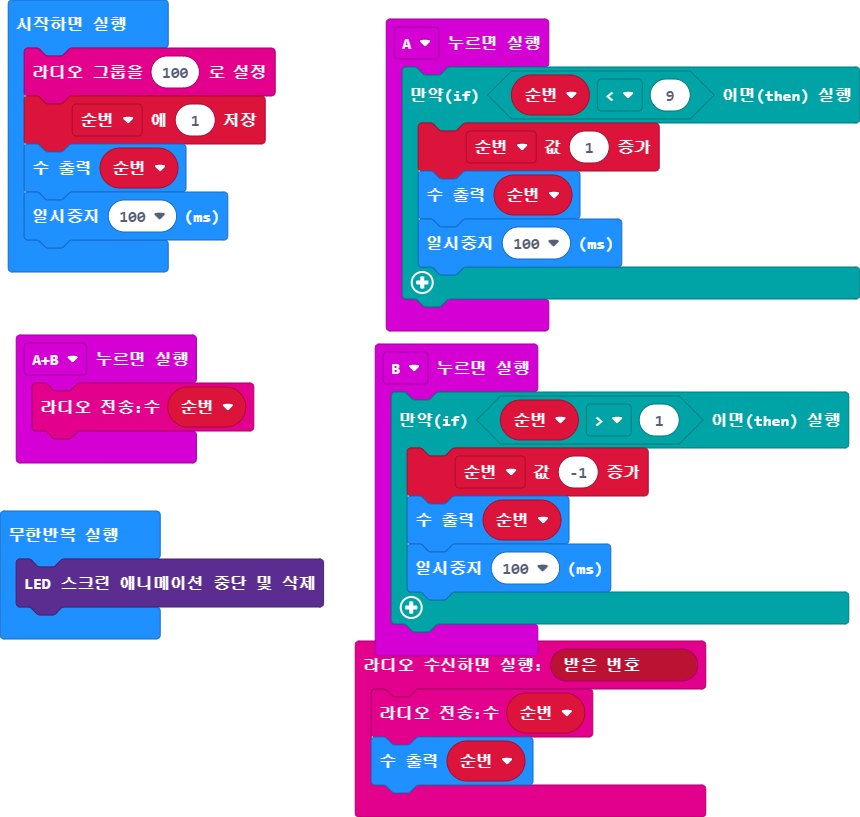 시작하면 실행
라디오 그룹을 100 로 설정
순번 에 1 저장
수 출력 순번
일시중지 100 (ms)
A 누르면 실행
만약(if) 순번 < 9 이면(then) 실행
순번 값 1 증가
수 출력 순번
일시중지 100 (ms)
A+B 누르면 실행
라디오 전송:수 순번
B 누르면 실행
만약(if) 순번 > 1 이면(then) 실행
순번 값 -1 증가
수 출력 순번
일시중지 100 (ms)
무한반복 실행
LED 스크린 애니메이션 중단 및 삭제
라디오 수신하면 실행: 받은 번호
라디오 전송:수 순번
수 출력 순번